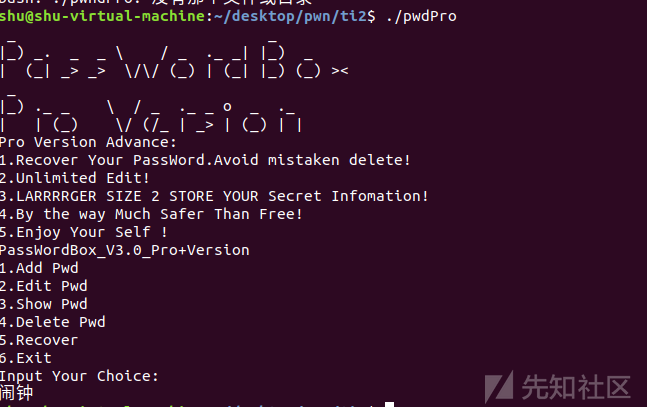 bash: ./pwndPro: 没有那个文件或目录
shu@shu-virtual-machine:~/desktop/pwn/ti2$ ./pwdPro
PassWordBox
Pro Version
Pro Version Advance:
1.Recover Your PassWord.Avoid mistaken delete!
2.Unlimited Edit!
3.LARRRRGER SIZE 2 STORE YOUR Secret Infomation!
4.By the way Much Safer Than Free!
5.Enjoy Your Self !
PassWordBox_V3.0_Pro+Version
1.Add Pwd
2.Edit Pwd
3.Show Pwd
4.Delete Pwd
5.Recover
6.Exit
Input Your Choice:
闹钟
先知社区